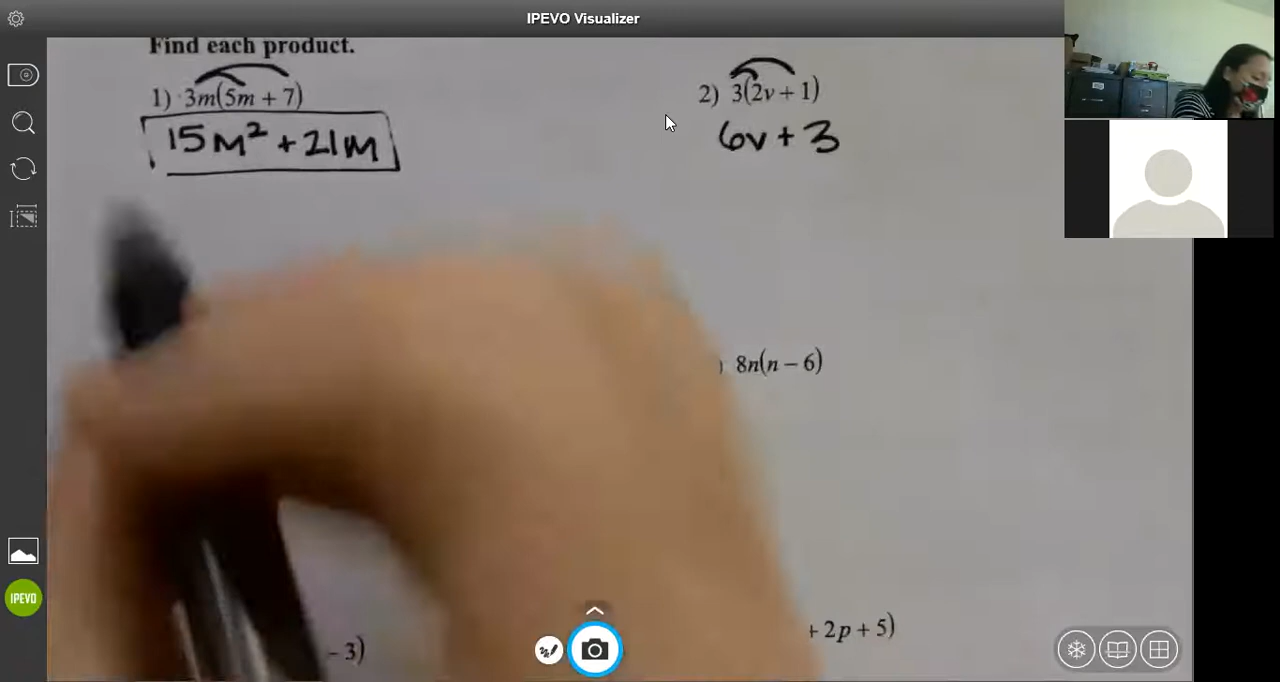 IPEVO Visualizer
Find each product.
1) 3m(5m + 7)
15m² + 21m
2) 3(2v + 1)
6v + 3
) 8n(n − 6)
− 3)
+ 2p + 5)
IPEVO